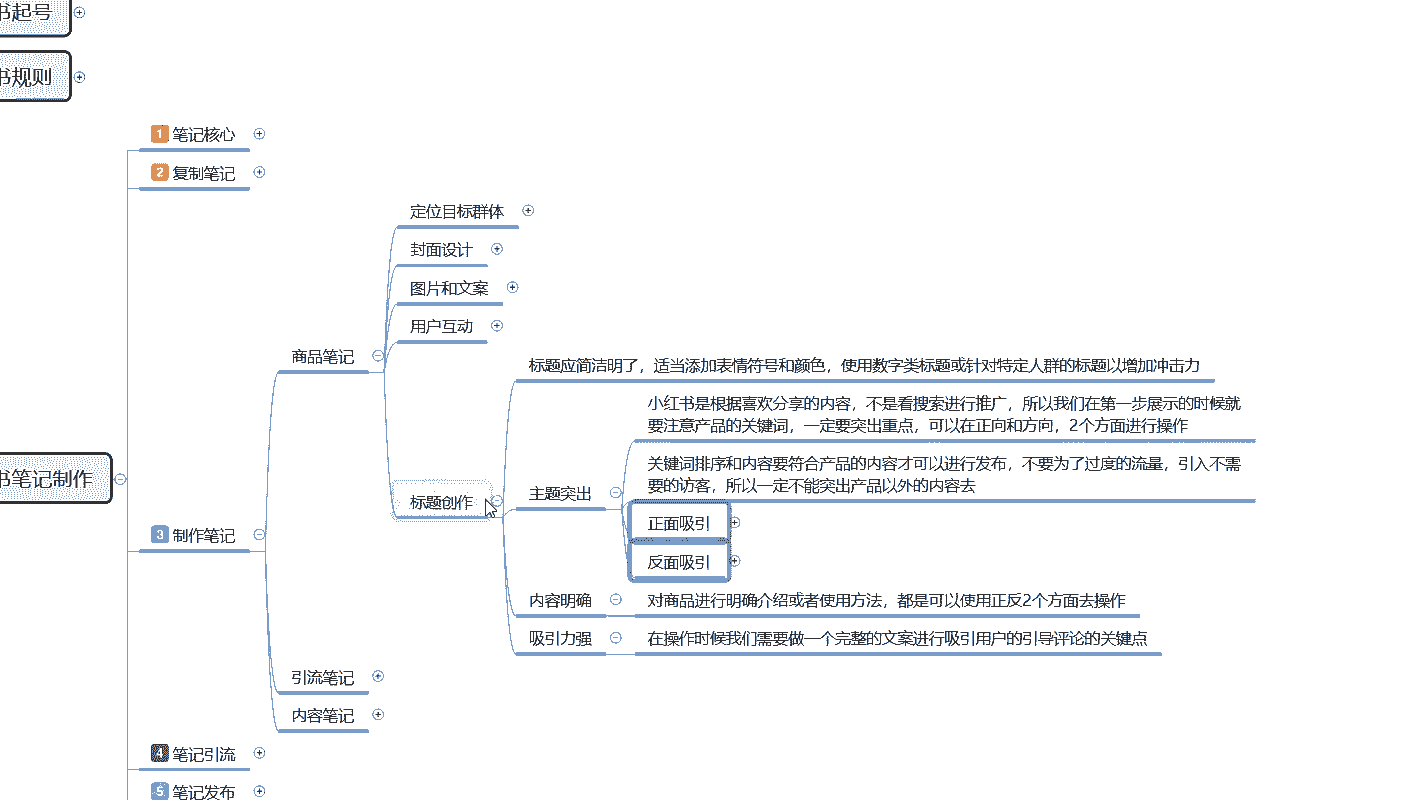 书起号
书规则
1 笔记核心
2 复制笔记
定位目标群体
封面设计
图片和文案
用户互动
商品笔记
标题应简洁明了，适当添加表情符号和颜色，使用数字类标题或针对特定人群的标题以增加冲击力
小红书是根据喜欢分享的内容，不是看搜索进行推广，所以我们在第一步展示的时候就
要注意产品的关键词，一定要突出重点，可以在正向和方向，2个方面进行操作
关键词排序和内容要符合产品的内容才可以进行发布，不要为了过度的流量，引入不需
要的访客，所以一定不能突出产品以外的内容去
书笔记制作
标题创作
主题突出
正面吸引
3 制作笔记
反面吸引
内容明确
对商品进行明确介绍或者使用方法，都是可以使用正反2个方面去操作
吸引力强
在操作时候我们需要做一个完整的文案进行吸引用户的引导评论的关键点
引流笔记
内容笔记
4 笔记引流
5 笔记发布